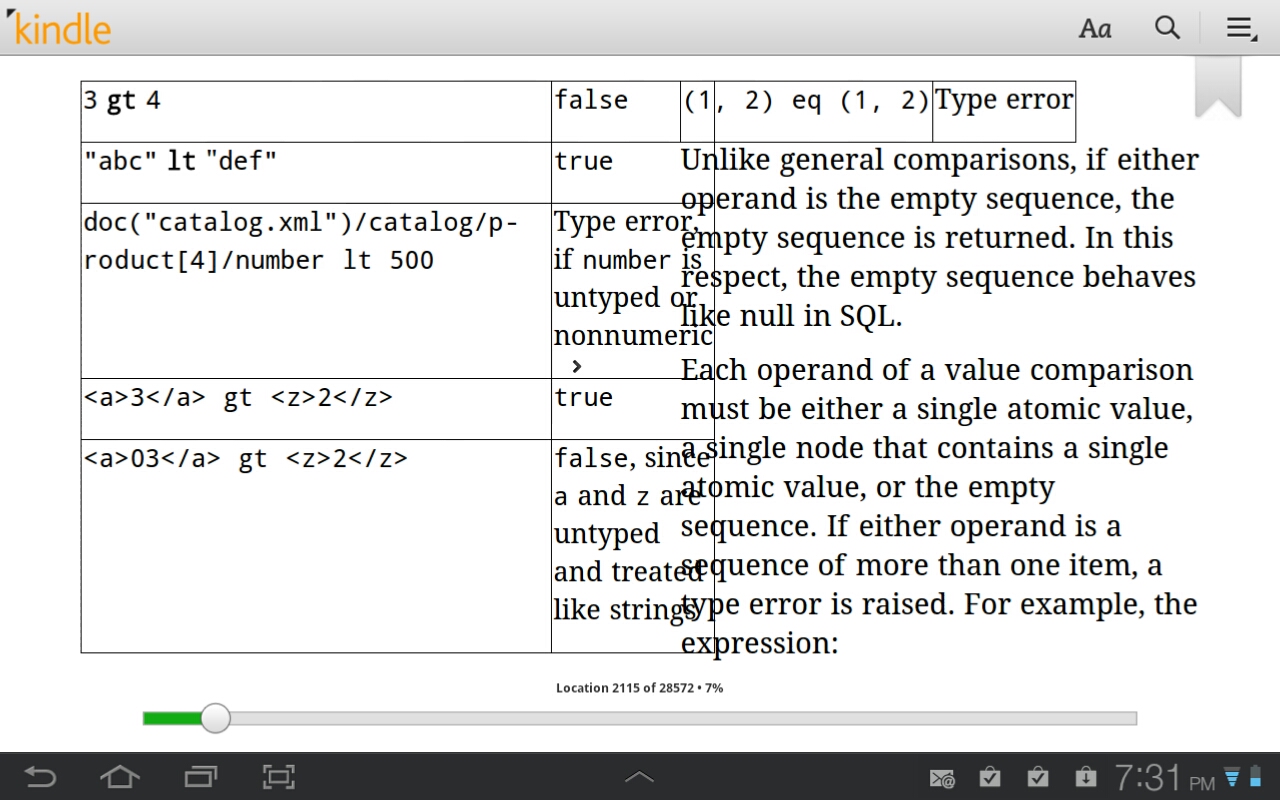 kindle
Aa
3 gt 4
false
"abc" lt "def"
true
doc("catalog.xml")/catalog/p-
roduct[4]/number lt 500
Type error,
if number is
untyped or
nonnumeric
<a>3</a> gt <z>2</z>
true
<a>03</a> gt <z>2</z>
false, since
a and z are
untyped
and treated
like strings
(1, 2) eq (1, 2)
Type error
Unlike general comparisons, if either
operand is the empty sequence, the
empty sequence is returned. In this
respect, the empty sequence behaves
like null in SQL.
Each operand of a value comparison
must be either a single atomic value,
a single node that contains a single
atomic value, or the empty
sequence. If either operand is a
sequence of more than one item, a
type error is raised. For example, the
expression:
Location 2115 of 28572 • 7%
7:31 PM